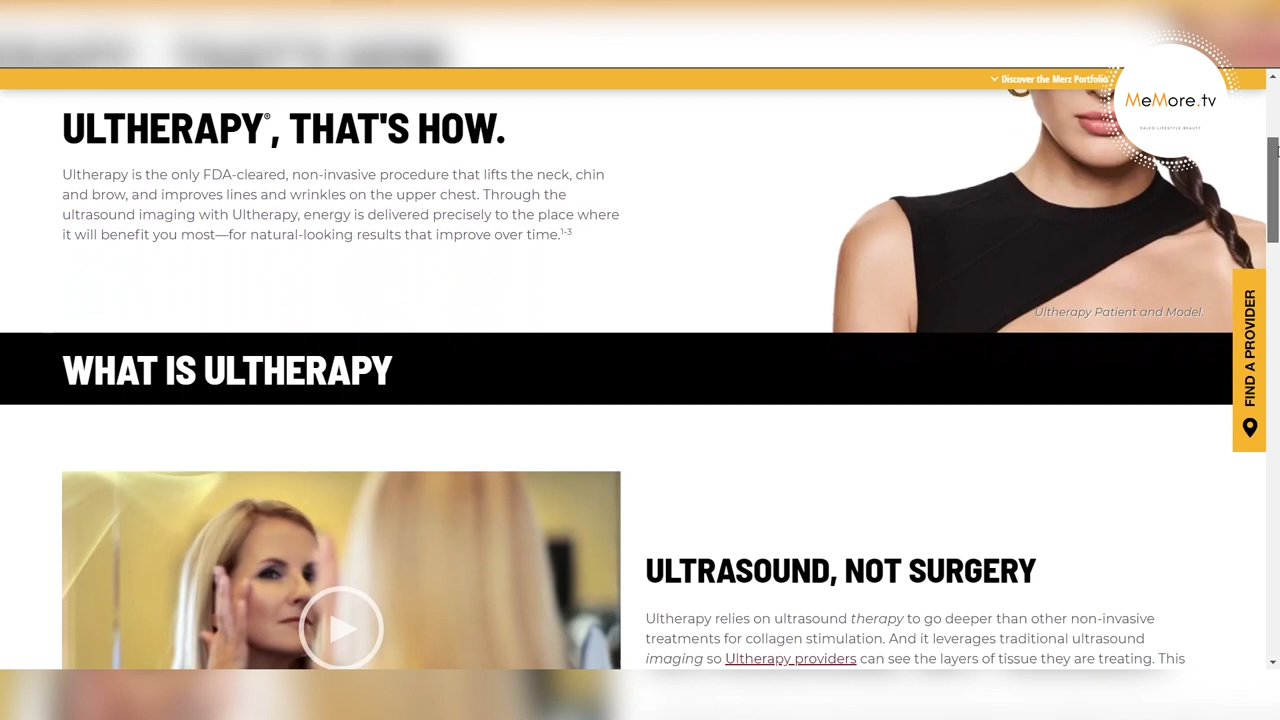 Discover the Merz Portfolio
MeMore.tv
PALEO LIFESTYLE BEAUTY
ULTHERAPY®, THAT'S HOW.
Ultherapy is the only FDA-cleared, non-invasive procedure that lifts the neck, chin
and brow, and improves lines and wrinkles on the upper chest. Through the
ultrasound imaging with Ultherapy, energy is delivered precisely to the place where
it will benefit you most—for natural-looking results that improve over time.1-3
Ultherapy Patient and Model.
FIND A PROVIDER
WHAT IS ULTHERAPY
ULTRASOUND, NOT SURGERY
Ultherapy relies on ultrasound therapy to go deeper than other non-invasive
treatments for collagen stimulation. And it leverages traditional ultrasound
imaging so Ultherapy providers can see the layers of tissue they are treating. This